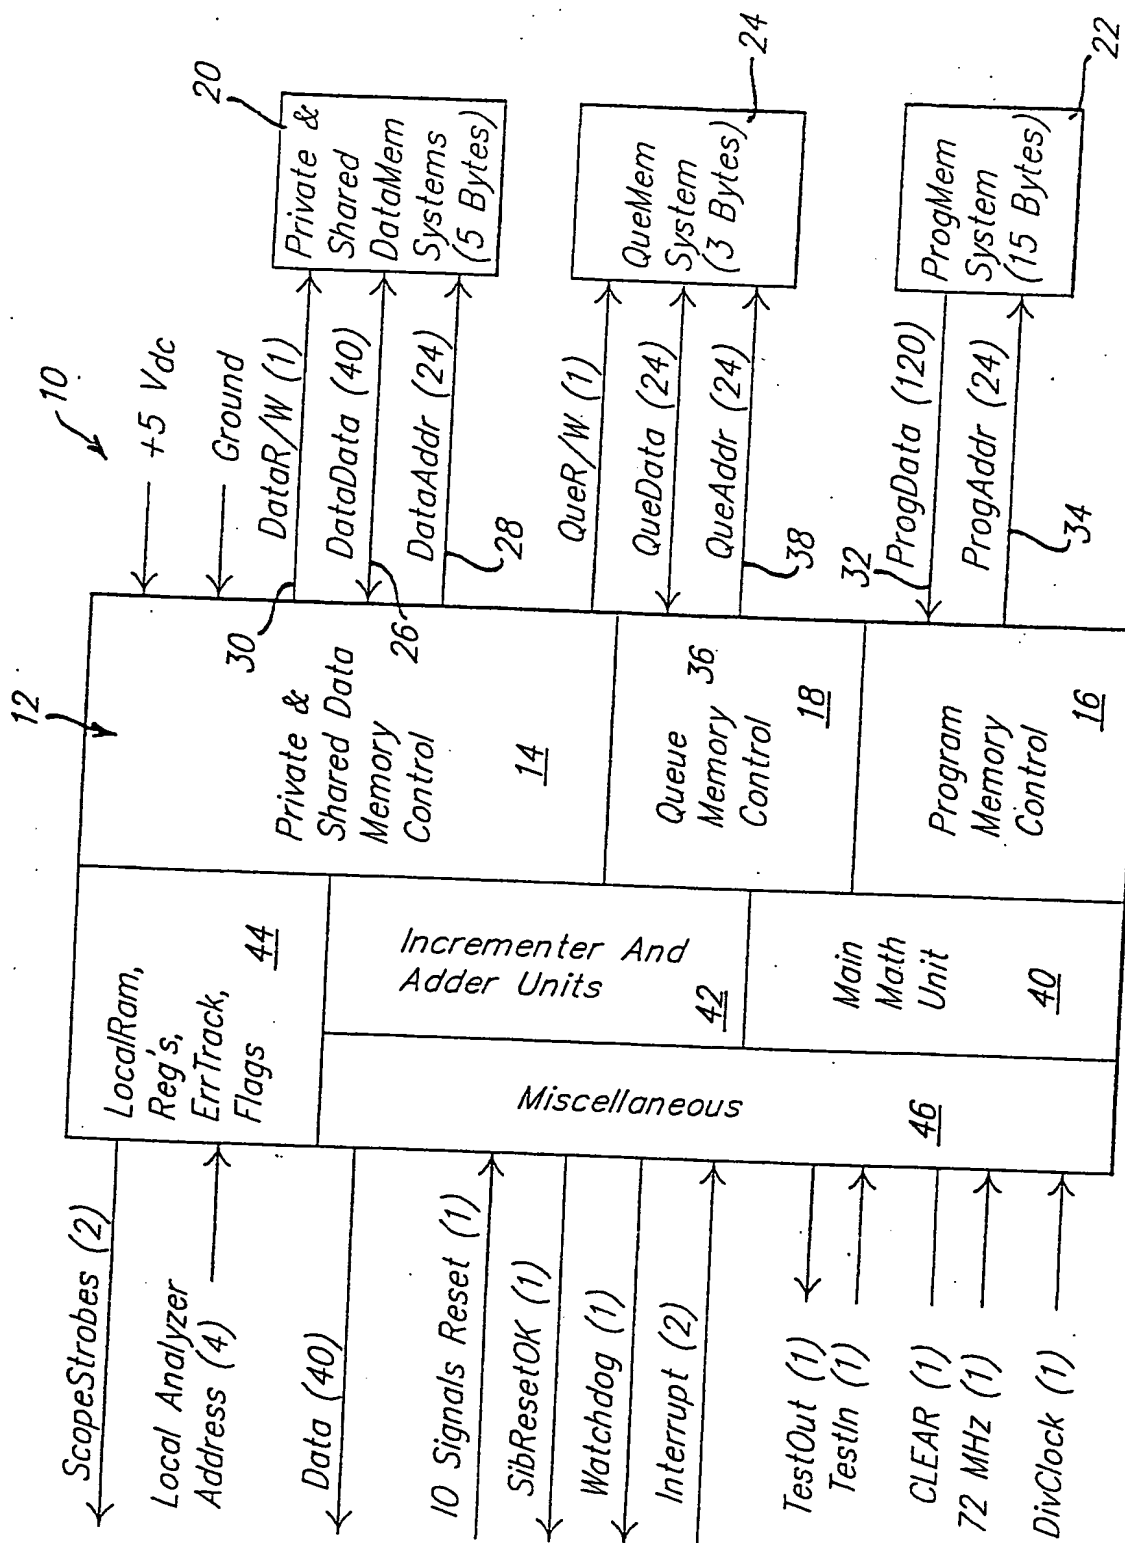 10
12
+5 Vdc
Ground
DataR/W (1)
30
DataData (40)
26
DataAddr (24)
28
20
Private &
Shared
DataMem
Systems
(5 Bytes)
QueR/W (1)
QueData (24)
QueAddr (24)
38
24
QueMem
System
(3 Bytes)
32
ProgData (120)
ProgAddr (24)
34
22
ProgMem
System
(15 Bytes)
Private &
Shared Data
Memory
Control
14
Queue 36
Memory
Control
18
Program
Memory
Control
16
LocalRam,
Reg's,
ErrTrack,
Flags
44
Incrementer And
Adder Units
42
Main
Math
Unit
40
Miscellaneous
46
ScopeStrobes (2)
Local Analyzer
Address (4)
Data (40)
IO Signals Reset (1)
SibResetOK (1)
Watchdog (1)
Interrupt (2)
TestOut (1)
TestIn (1)
CLEAR (1)
72 MHz (1)
DivClock (1)